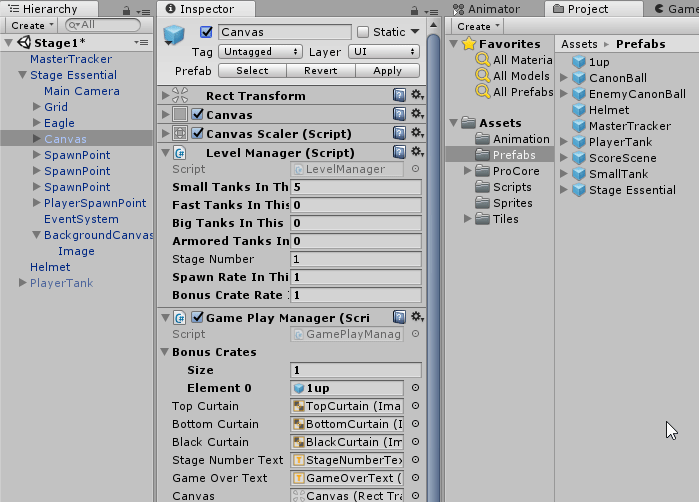 Hierarchy
Create
All
Stage1*
MasterTracker
Stage Essential
Main Camera
Grid
Eagle
Canvas
SpawnPoint
SpawnPoint
SpawnPoint
PlayerSpawnPoint
EventSystem
BackgroundCanvas
Image
Helmet
PlayerTank
Inspector
Canvas Static
Tag Untagged Layer UI
Prefab Select Revert Apply
Rect Transform
Canvas
Canvas Scaler (Script)
Level Manager (Script)
Script LevelManager
Small Tanks In Thi 5
Fast Tanks In This 0
Big Tanks In This 0
Armored Tanks In 0
Stage Number 1
Spawn Rate In Thi 1
Bonus Crate Rate 1
Game Play Manager (Scri
Script GamePlayManag
Bonus Crates
Size 1
Element 0 1up
Top Curtain TopCurtain (Ima
Bottom Curtain BottomCurtain (I
Black Curtain BlackCurtain (Im
Stage Number Text StageNumberTex
Game Over Text GameOverText (
Canvas Canvas (Rect Tra
Animator Project Game
Create
Favorites
All Materia
All Models
All Prefabs
Assets
Animation
Prefabs
ProCore
Scripts
Sprites
Tiles
Assets Prefabs
1up
CanonBall
EnemyCanonBall
Helmet
MasterTracker
PlayerTank
ScoreScene
SmallTank
Stage Essential